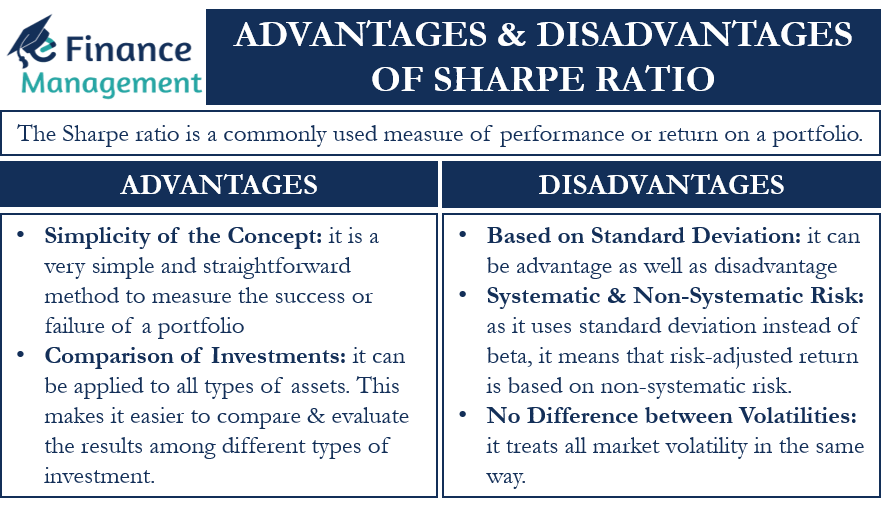 eFinance
Management
ADVANTAGES & DISADVANTAGES
OF SHARPE RATIO
The Sharpe ratio is a commonly used measure of performance or return on a portfolio.
ADVANTAGES
• Simplicity of the Concept: it is a
very simple and straightforward
method to measure the success or
failure of a portfolio
• Comparison of Investments: it can
be applied to all types of assets. This
makes it easier to compare & evaluate
the results among different types of
investment.
DISADVANTAGES
• Based on Standard Deviation: it can
be advantage as well as disadvantage
• Systematic & Non-Systematic Risk:
as it uses standard deviation instead of
beta, it means that risk-adjusted return
is based on non-systematic risk.
• No Difference between Volatilities:
it treats all market volatility in the same
way.